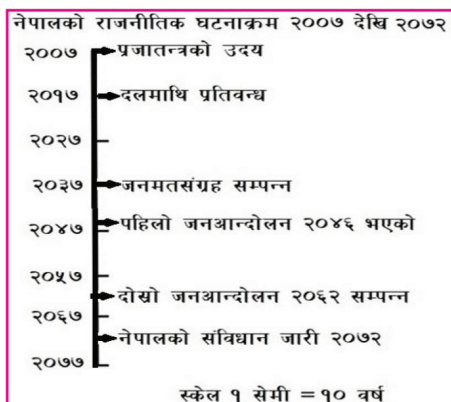 नेपालको राजनीतिक घटनाक्रम २००७ देखि २०७२
२००७ प्रजातन्त्रको उदय
२०१७ दलमाथि प्रतिवन्ध
२०२७
२०३७ जनमतसंग्रह सम्पन्न
पहिलो जनआन्दोलन २०४६ भएको
२०४७
२०५७
दोस्रो जनआन्दोलन २०६२ सम्पन्न
२०६७
नेपालको संविधान जारी २०७२
२०७७
स्केल १ सेमी = १० वर्ष